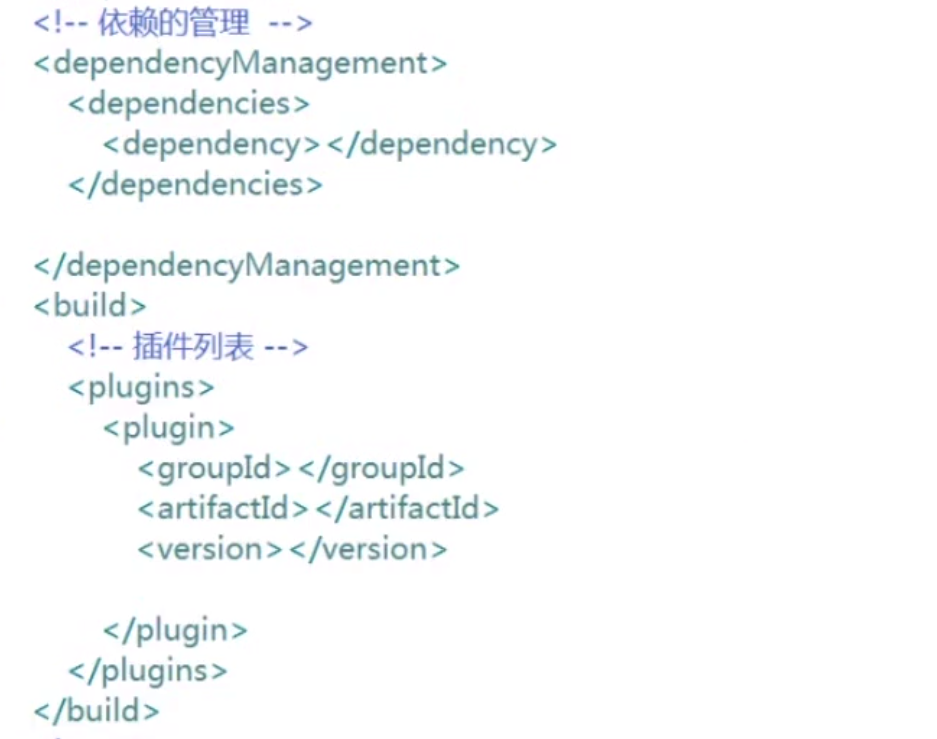 <!-- 依赖的管理  -->
<dependencyManagement>
<dependencies>
<dependency></dependency>
</dependencies>
</dependencyManagement>
<build>
<!-- 插件列表 -->
<plugins>
<plugin>
<groupId></groupId>
<artifactId></artifactId>
<version></version>
</plugin>
</plugins>
</build>